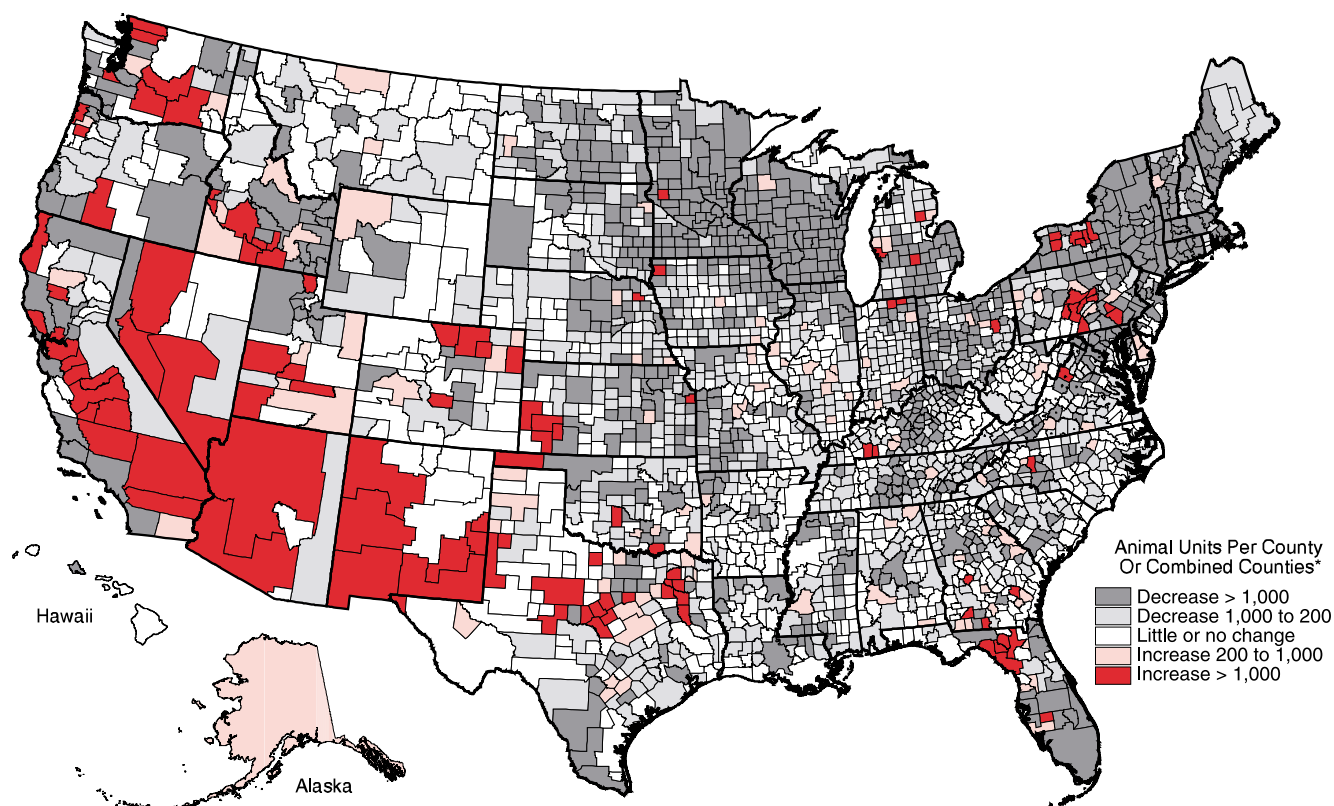 Animal Units Per County
Or Combined Counties*
Decrease > 1,000
Decrease 1,000 to 200
Little or no change
Increase 200 to 1,000
Increase > 1,000
Hawaii
Alaska